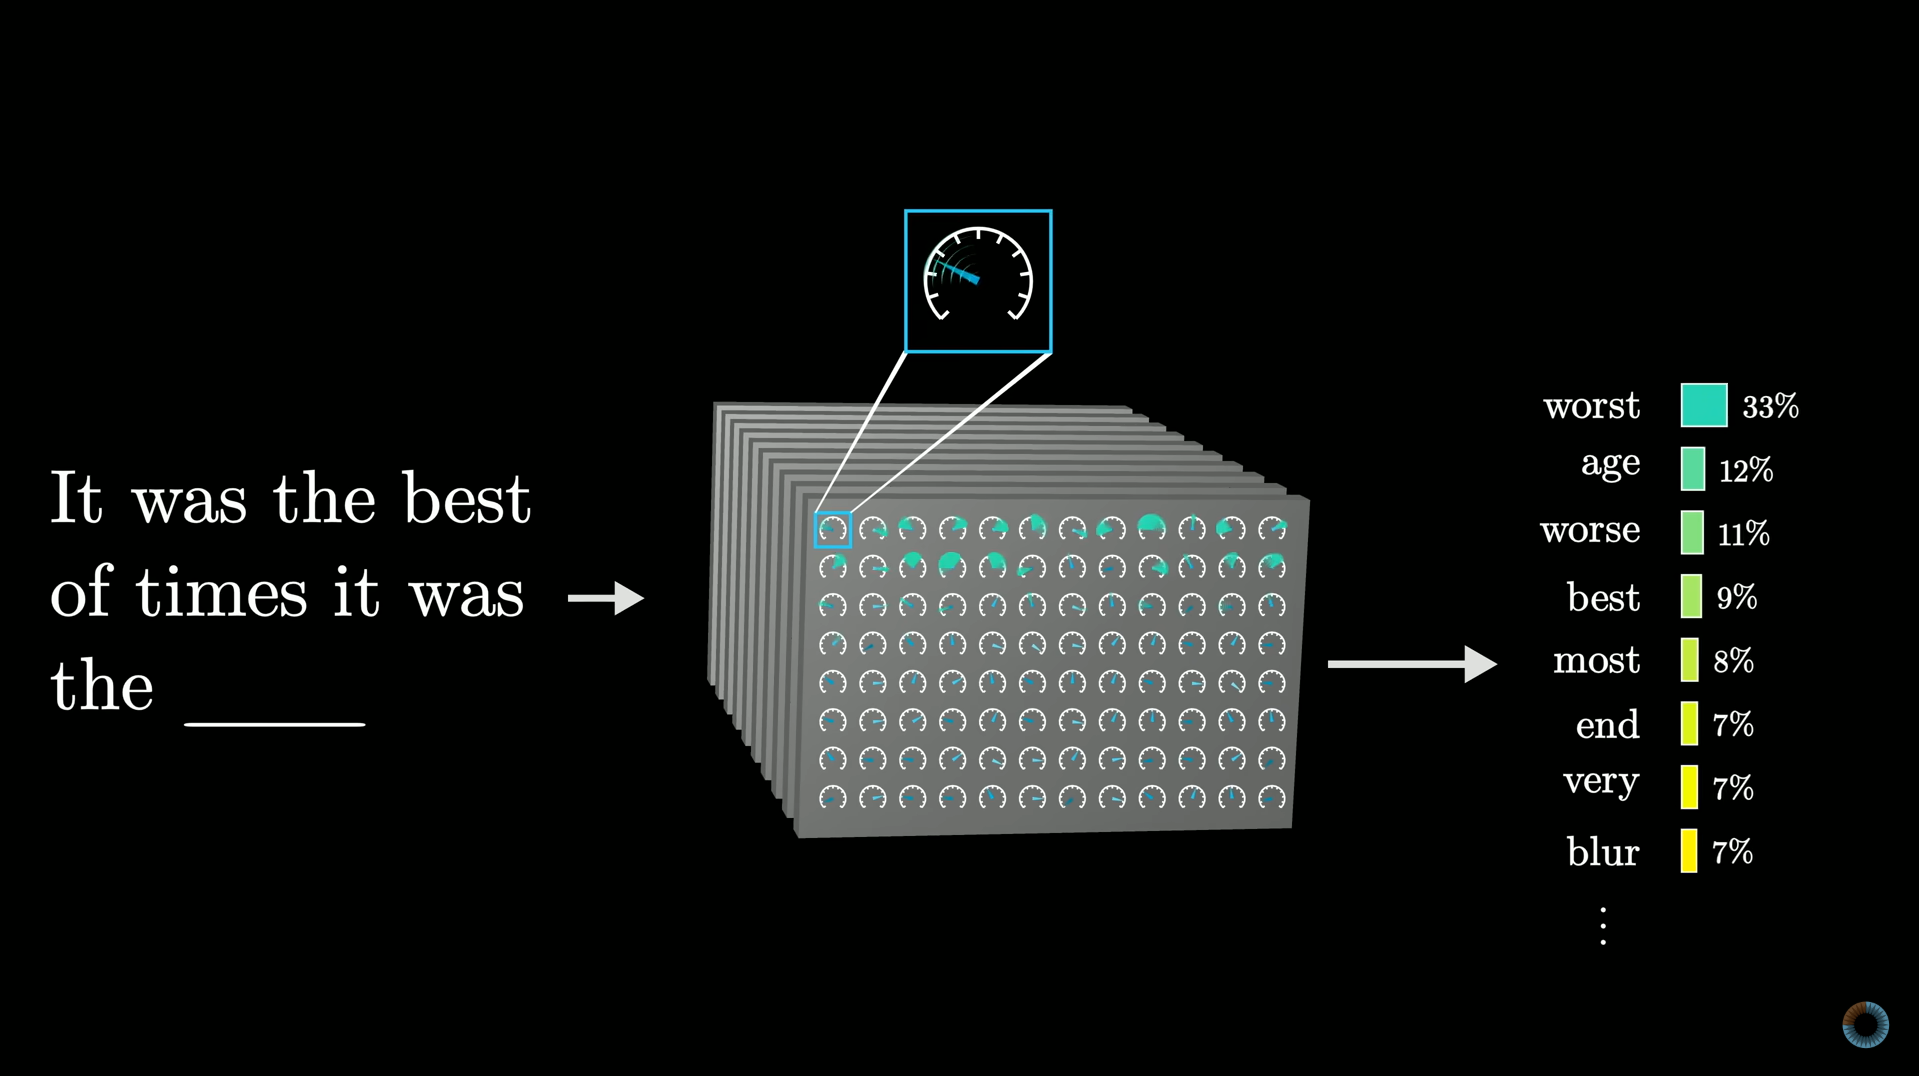 It was the best
of times it was
the
worst 33%
age 12%
worse 11%
best 9%
most 8%
end 7%
very 7%
blur 7%
⋮